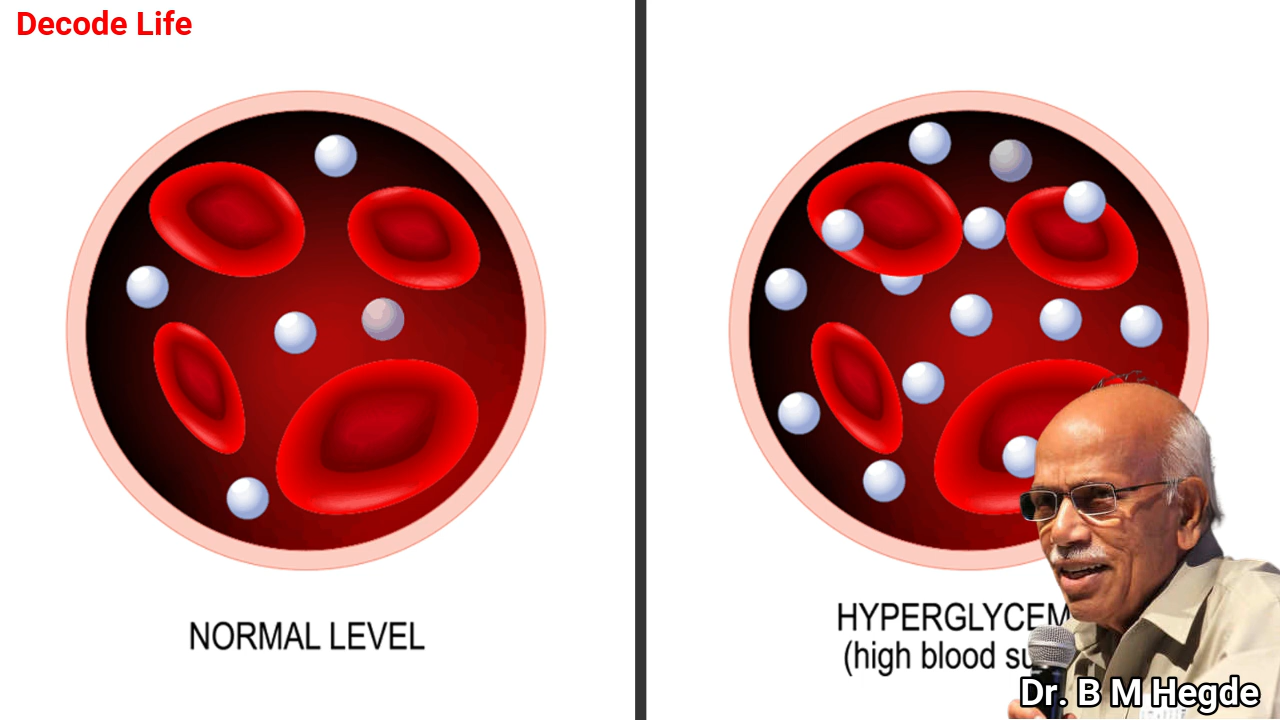 Decode Life
NORMAL LEVEL
HYPERGLYCEM
(high blood su
Dr. B M Hegde